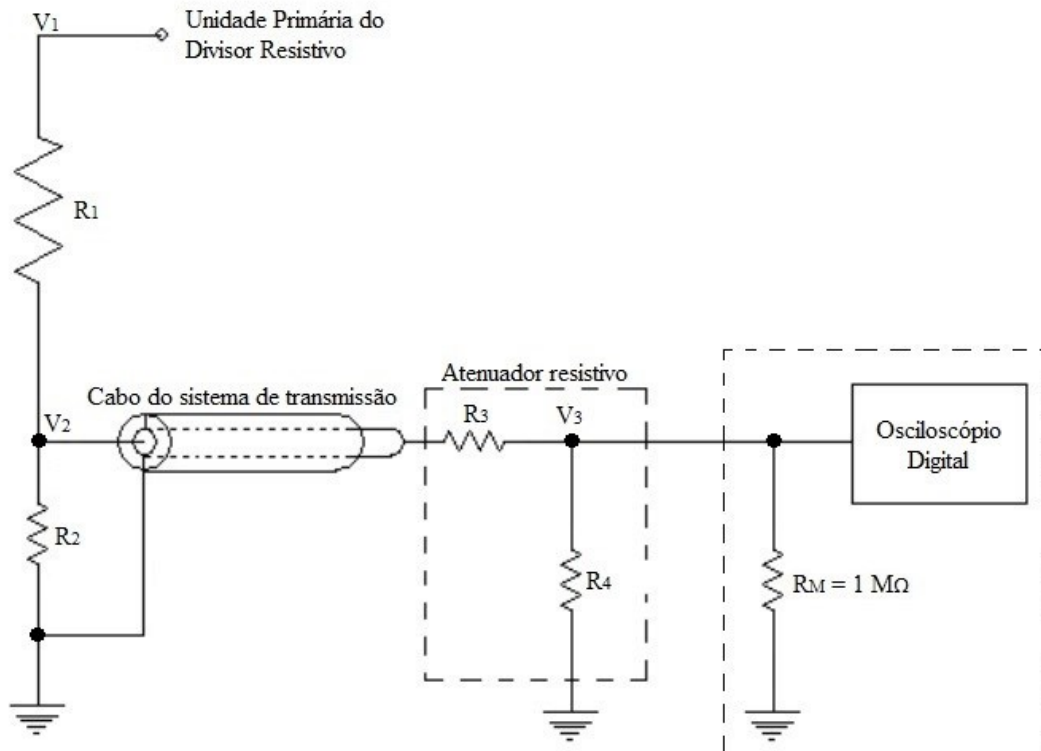 V1
Unidade Primária do
Divisor Resistivo
R1
Cabo do sistema de transmissão
Atenuador resistivo
V2
R3
V3
Osciloscópio
Digital
R2
R4
RM = 1 MΩ